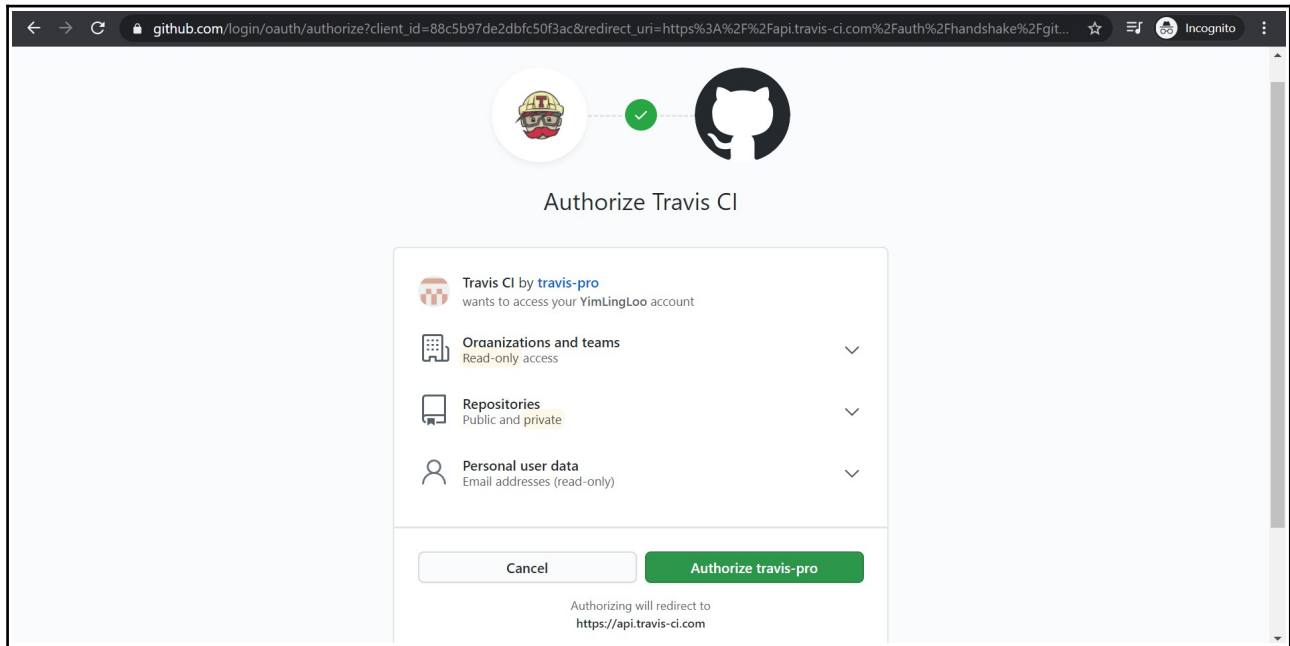 github.com/login/oauth/authorize?client_id=88c5b97de2dbfc50f3ac&redirect_uri=https%3A%2F%2Fapi.travis-ci.com%2Fauth%2Fhandshake%2Fgit...
Incognito
T
Authorize Travis CI
Travis CI by travis-pro
wants to access your YimLingLoo account
Organizations and teams
Read-only access
Repositories
Public and private
Personal user data
Email addresses (read-only)
Cancel
Authorize travis-pro
Authorizing will redirect to
https://api.travis-ci.com